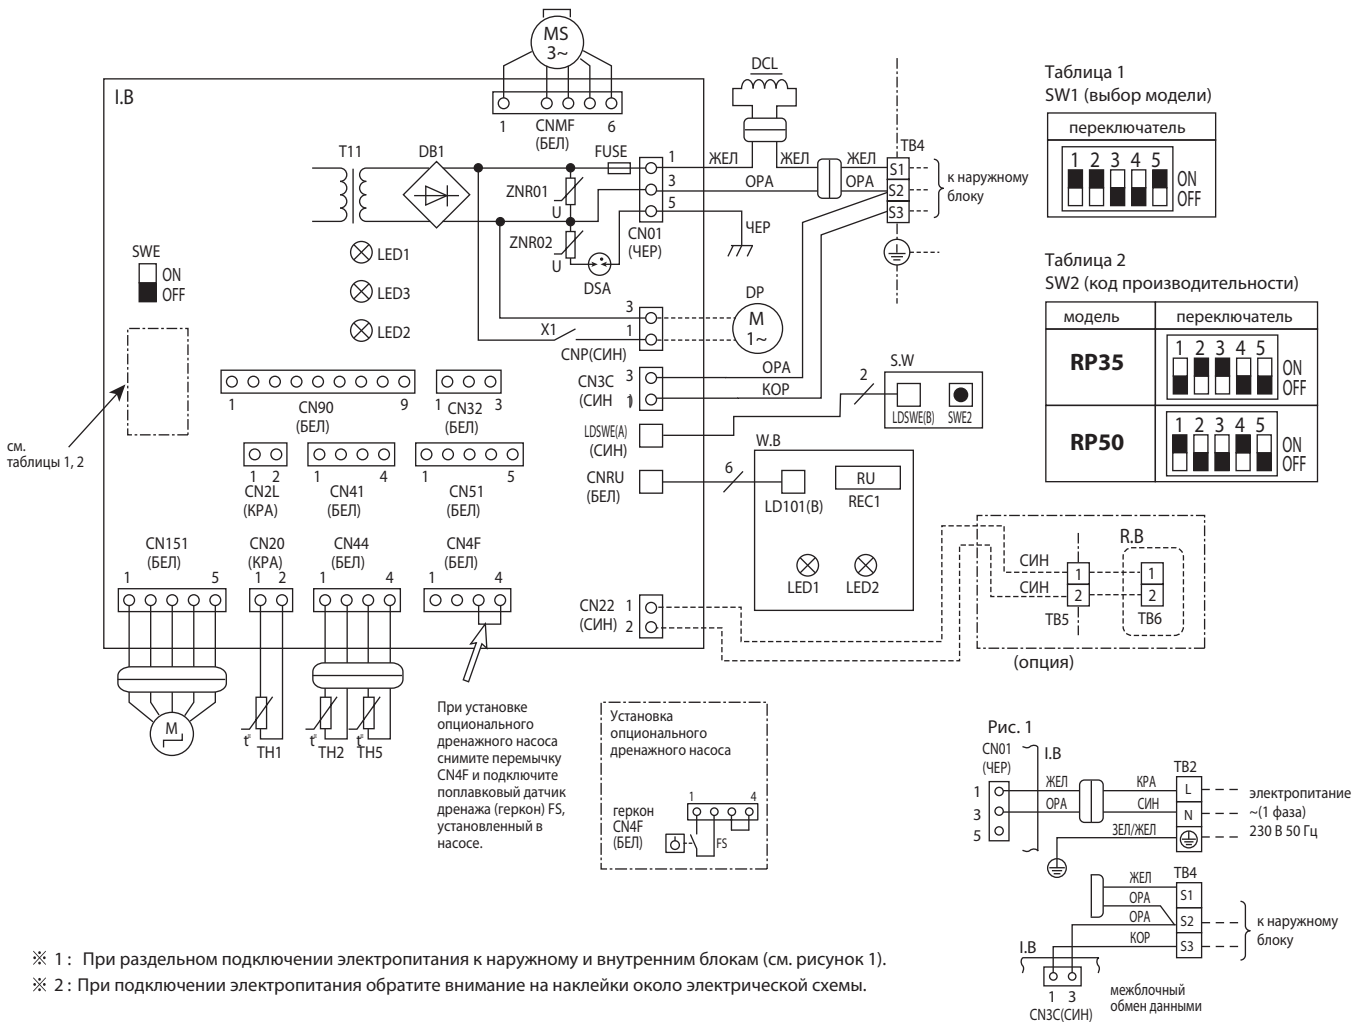 MS
3~
I.B
1
6
CNMF
(БЕЛ)
T11
DB1
FUSE
ZNR01
U
ZNR02
U
DSA
1
3
5
CN01
(ЧЕР)
ЖЕЛ
DCL
ЖЕЛ
ЖЕЛ
ОРА
ОРА
ЧЕР
TB4
S1
S2
S3
к наружному
блоку
SWE
ON
OFF
LED1
LED3
LED2
X1
3
1
CNP(СИН)
DP
M
1~
CN3C
(СИН)
3
1
ОРА
КОР
LDSWE(A)
(СИН)
2
S.W
LDSWE(B)
SWE2
CNRU
(БЕЛ)
6
W.B
LD101(B)
RU
REC1
LED1
LED2
см.
таблицы 1, 2
1
9
CN90
(БЕЛ)
1
3
CN32
(БЕЛ)
1 2
CN2L
(КРА)
1
4
CN41
(БЕЛ)
1
5
CN51
(БЕЛ)
CN151
(БЕЛ)
1
5
CN20
(КРА)
1 2
CN44
(БЕЛ)
1
4
CN4F
(БЕЛ)
1
4
CN22
(СИН)
1
2
M
t°
TH1
t°
TH2
t°
TH5
При установке
опционального
дренажного насоса
снимите перемычку
CN4F и подключите
поплавковый датчик
дренажа (геркон) FS,
установленный в
насосе.
Установка
опционального
дренажного насоса
1
4
геркон
CN4F
(БЕЛ)
FS
СИН
СИН
1
2
TB5
R.B
1
2
TB6
(опция)
Таблица 1
SW1 (выбор модели)
переключатель
1 2 3 4 5
ON
OFF
Таблица 2
SW2 (код производительности)
модель
переключатель
RP35
1 2 3 4 5
ON
OFF
RP50
1 2 3 4 5
ON
OFF
Рис. 1
CN01
(ЧЕР)
I.B
1
3
5
ЖЕЛ
ОРА
КРА
СИН
ЗЕЛ/ЖЕЛ
TB2
L
N
электропитание
~(1 фаза)
230 В 50 Гц
TB4
ЖЕЛ
ОРА
ОРА
КОР
S1
S2
S3
к наружному
блоку
I.B
1 3
CN3C(СИН)
межблочный
обмен данными
※ 1 : При раздельном подключении электропитания к наружному и внутренним блокам (см. рисунок 1).
※ 2 : При подключении электропитания обратите внимание на наклейки около электрической схемы.